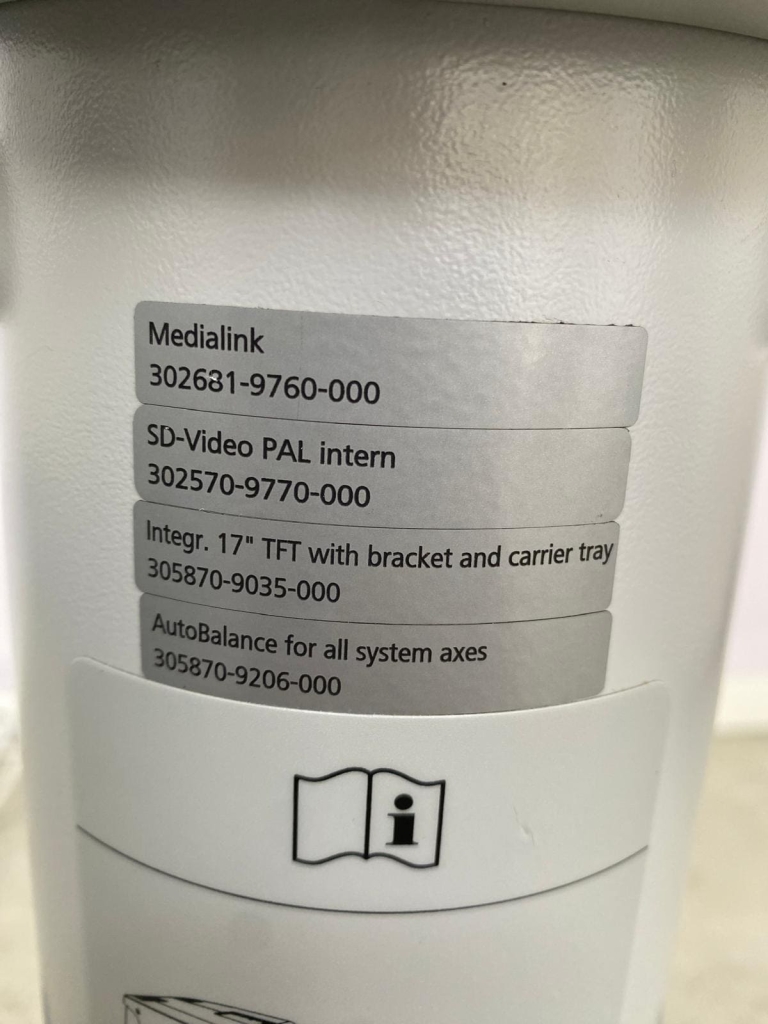 Medialink
302681-9760-000
SD-Video PAL intern
302570-9770-000
Integr. 17" TFT with bracket and carrier tray
305870-9035-000
AutoBalance for all system axes
305870-9206-000
i